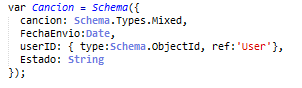 var Cancion = Schema({
cancion: Schema.Types.Mixed,
FechaEnvio:Date,
userID: { type:Schema.ObjectId, ref:'User'},
Estado: String
});